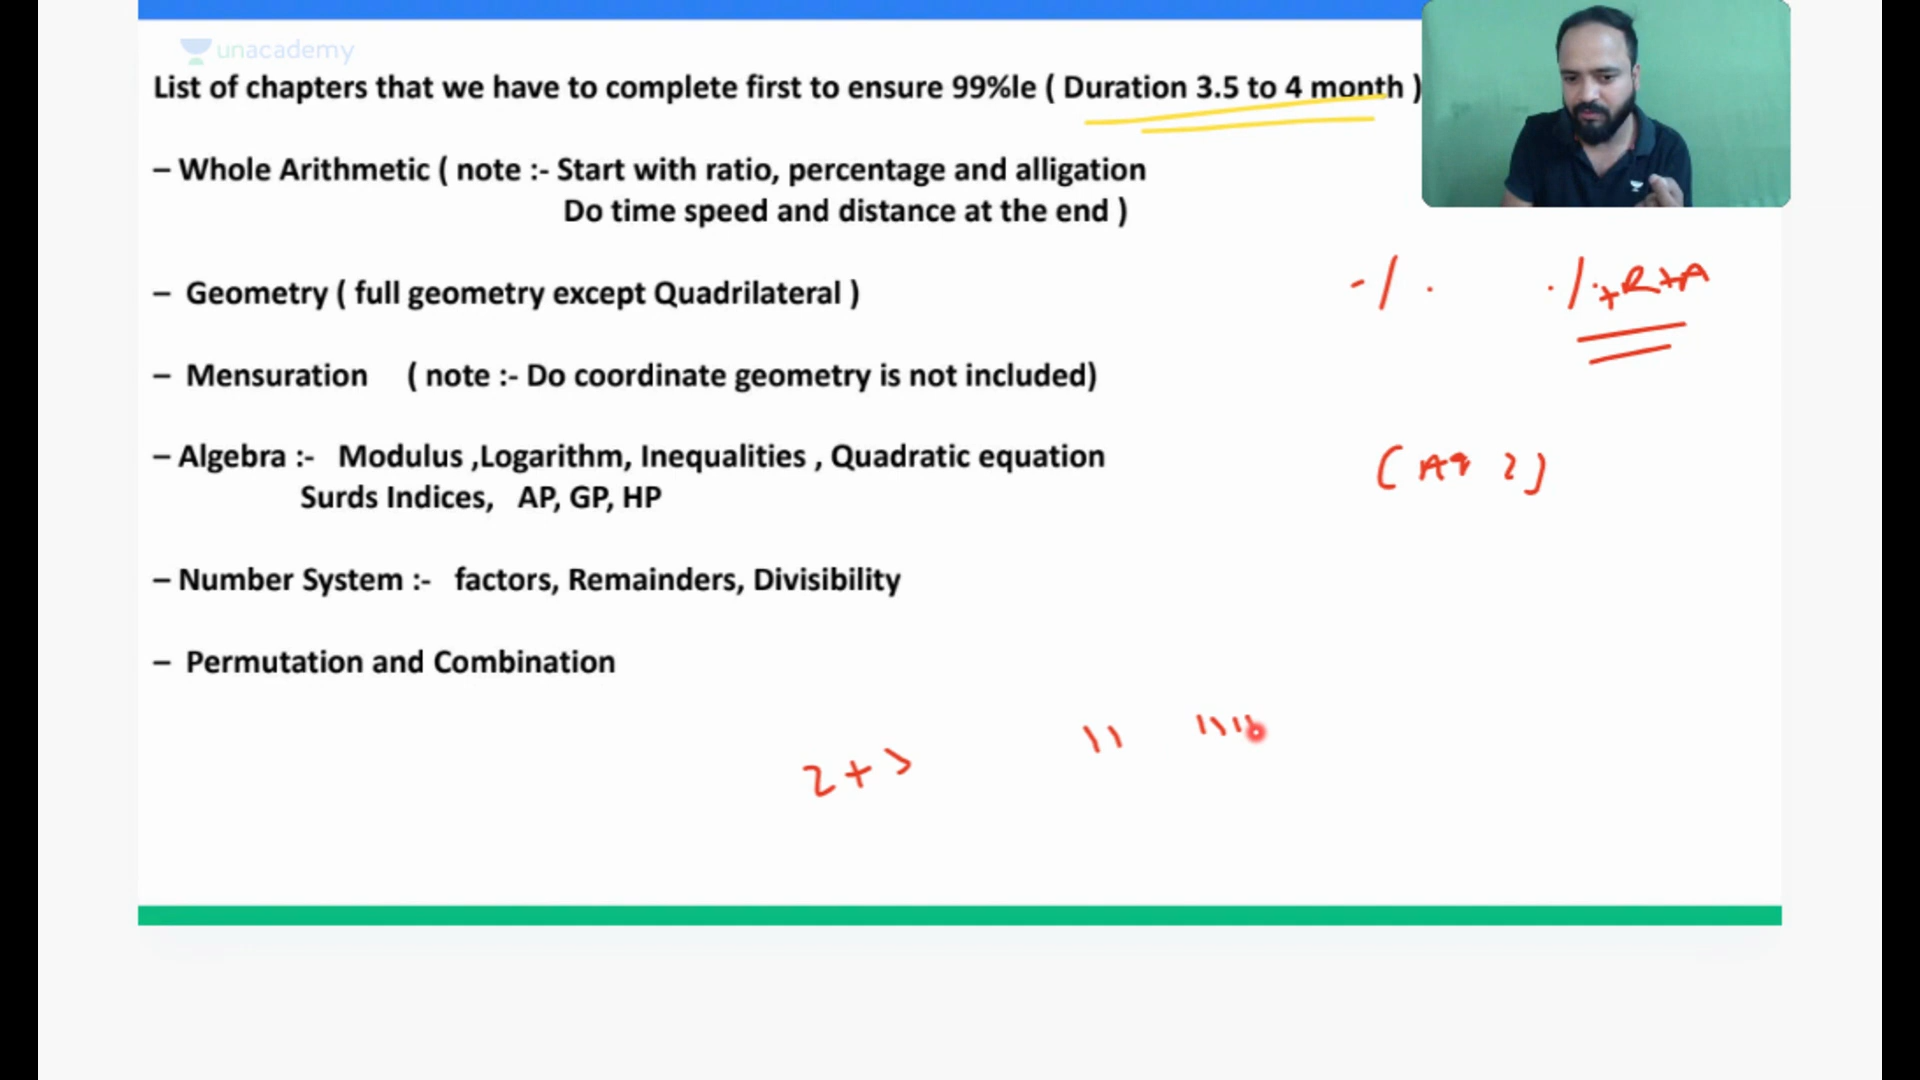 unacademy
List of chapters that we have to complete first to ensure 99%le ( Duration 3.5 to 4 month )
– Whole Arithmetic ( note :- Start with ratio, percentage and alligation
Do time speed and distance at the end )
– Geometry ( full geometry except Quadrilateral )
%
%+R+A
– Mensuration ( note :- Do coordinate geometry is not included)
– Algebra :- Modulus ,Logarithm, Inequalities , Quadratic equation
Surds Indices, AP, GP, HP
– Number System :- factors, Remainders, Divisibility
– Permutation and Combination
2 +